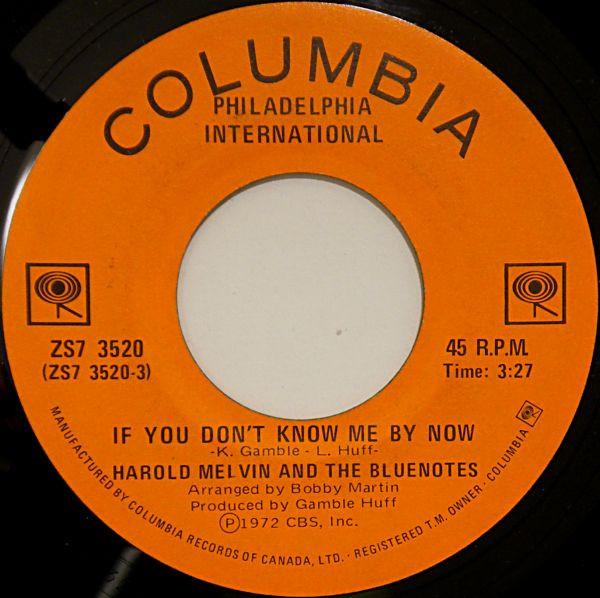 COLUMBIA
PHILADELPHIA
INTERNATIONAL
ZS7 3520
(ZS7 3520-3)
45 R.P.M.
Time: 3:27
IF YOU DON'T KNOW ME BY NOW
-K. Gamble - L. Huff-
HAROLD MELVIN AND THE BLUENOTES
Arranged by Bobby Martin
Produced by Gamble Huff
Ⓟ1972 CBS, Inc.
MANUFACTURED BY COLUMBIA RECORDS OF CANADA, LTD. · REGISTERED T.M. OWNER · COLUMBIA